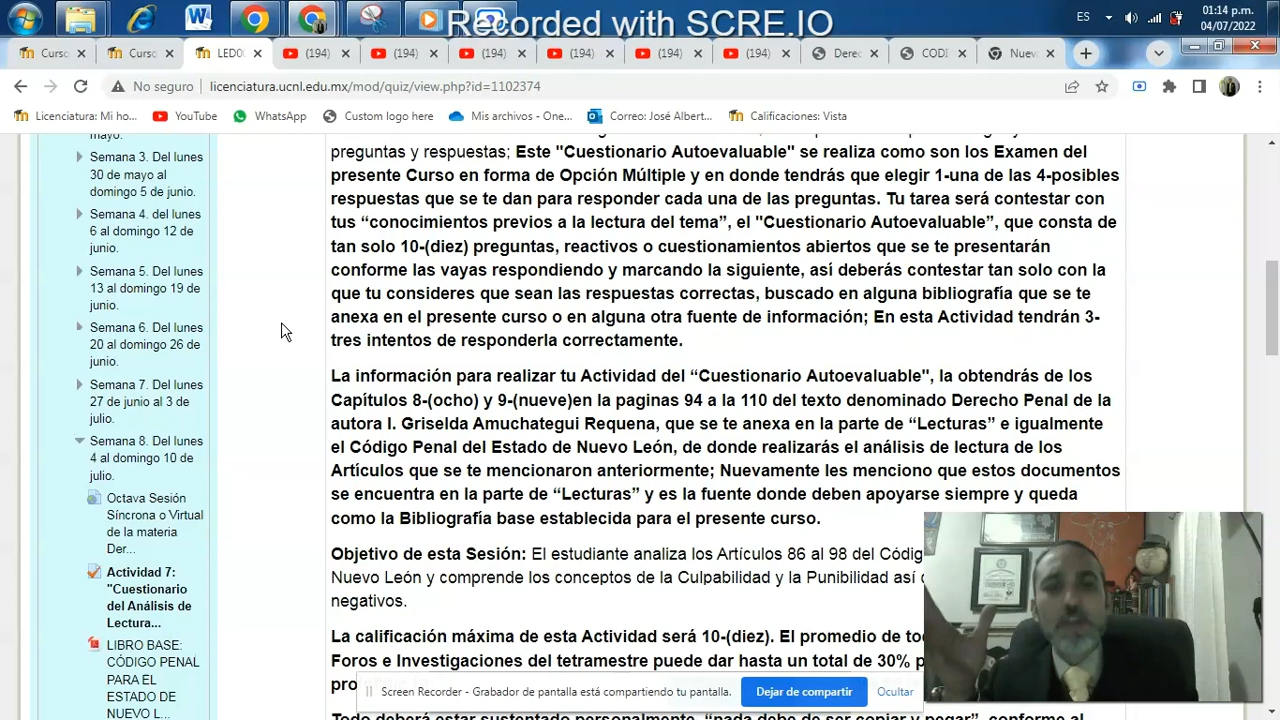 Recorded with SCRE.IO
ES
01:14 p.m.
04/07/2022
Curso
Curso
LED0
(194)
(194)
(194)
(194)
(194)
(194)
Derec
CODI
Nuev
No seguro
licenciatura.ucnl.edu.mx/mod/quiz/view.php?id=1102374
Licenciatura: Mi ho...
YouTube
WhatsApp
Custom logo here
Mis archivos - One...
Correo: José Albert...
Calificaciones: Vista
mayo.
Semana 3. Del lunes
30 de mayo al
domingo 5 de junio.
Semana 4. del lunes
6 al domingo 12 de
junio.
Semana 5. Del lunes
13 al domingo 19 de
junio.
Semana 6. Del lunes
20 al domingo 26 de
junio.
Semana 7. Del lunes
27 de junio al 3 de
julio.
Semana 8. Del lunes
4 al domingo 10 de
julio.
Octava Sesión
Síncrona o Virtual
de la materia
Der...
Actividad 7:
"Cuestionario
del Análisis de
Lectura...
LIBRO BASE:
CÓDIGO PENAL
PARA EL
ESTADO DE
NUEVO L...
preguntas y respuestas; Este "Cuestionario Autoevaluable" se realiza como son los Examen del
presente Curso en forma de Opción Múltiple y en donde tendrás que elegir 1-una de las 4-posibles
respuestas que se te dan para responder cada una de las preguntas. Tu tarea será contestar con
tus “conocimientos previos a la lectura del tema”, el "Cuestionario Autoevaluable”, que consta de
tan solo 10-(diez) preguntas, reactivos o cuestionamientos abiertos que se te presentarán
conforme las vayas respondiendo y marcando la siguiente, así deberás contestar tan solo con la
que tu consideres que sean las respuestas correctas, buscado en alguna bibliografía que se te
anexa en el presente curso o en alguna otra fuente de información; En esta Actividad tendrán 3-
tres intentos de responderla correctamente.
La información para realizar tu Actividad del “Cuestionario Autoevaluable", la obtendrás de los
Capítulos 8-(ocho) y 9-(nueve)en la paginas 94 a la 110 del texto denominado Derecho Penal de la
autora I. Griselda Amuchategui Requena, que se te anexa en la parte de “Lecturas” e igualmente
el Código Penal del Estado de Nuevo León, de donde realizarás el análisis de lectura de los
Artículos que se te mencionaron anteriormente; Nuevamente les menciono que estos documentos
se encuentra en la parte de “Lecturas” y es la fuente donde deben apoyarse siempre y queda
como la Bibliografía base establecida para el presente curso.
Objetivo de esta Sesión: El estudiante analiza los Artículos 86 al 98 del Códig
Nuevo León y comprende los conceptos de la Culpabilidad y la Punibilidad así c
negativos.
La calificación máxima de esta Actividad será 10-(diez). El promedio de to
Foros e Investigaciones del tetramestre puede dar hasta un total de 30% p
Screen Recorder - Grabador de pantalla está compartiendo tu pantalla.
Dejar de compartir
Ocultar
Todo deberá estar sustentado personalmente, “nada debe de ser copiar y pegar”, conforme al